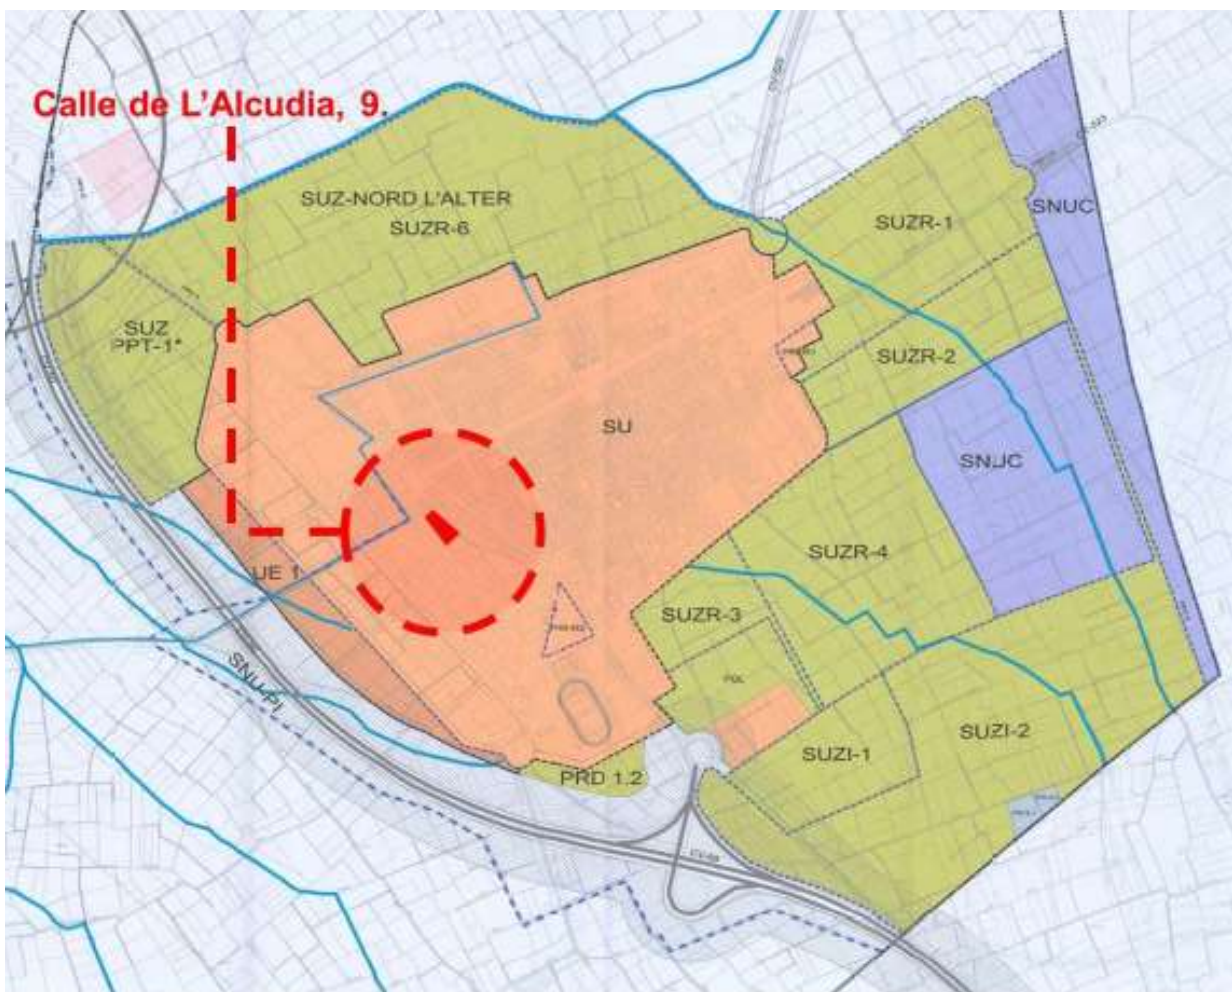 Calle de L'Alcudia, 9.
SUZ-NORD L'ALTER
SUZR-6
SUZR-1
SNUC
SUZ
PPT-1*
SUZR-2
SU
SNUC
SUZR-4
UE 1
SUZR-3
SNU-PI
SUZI-2
SUZI-1
PRD 1.2